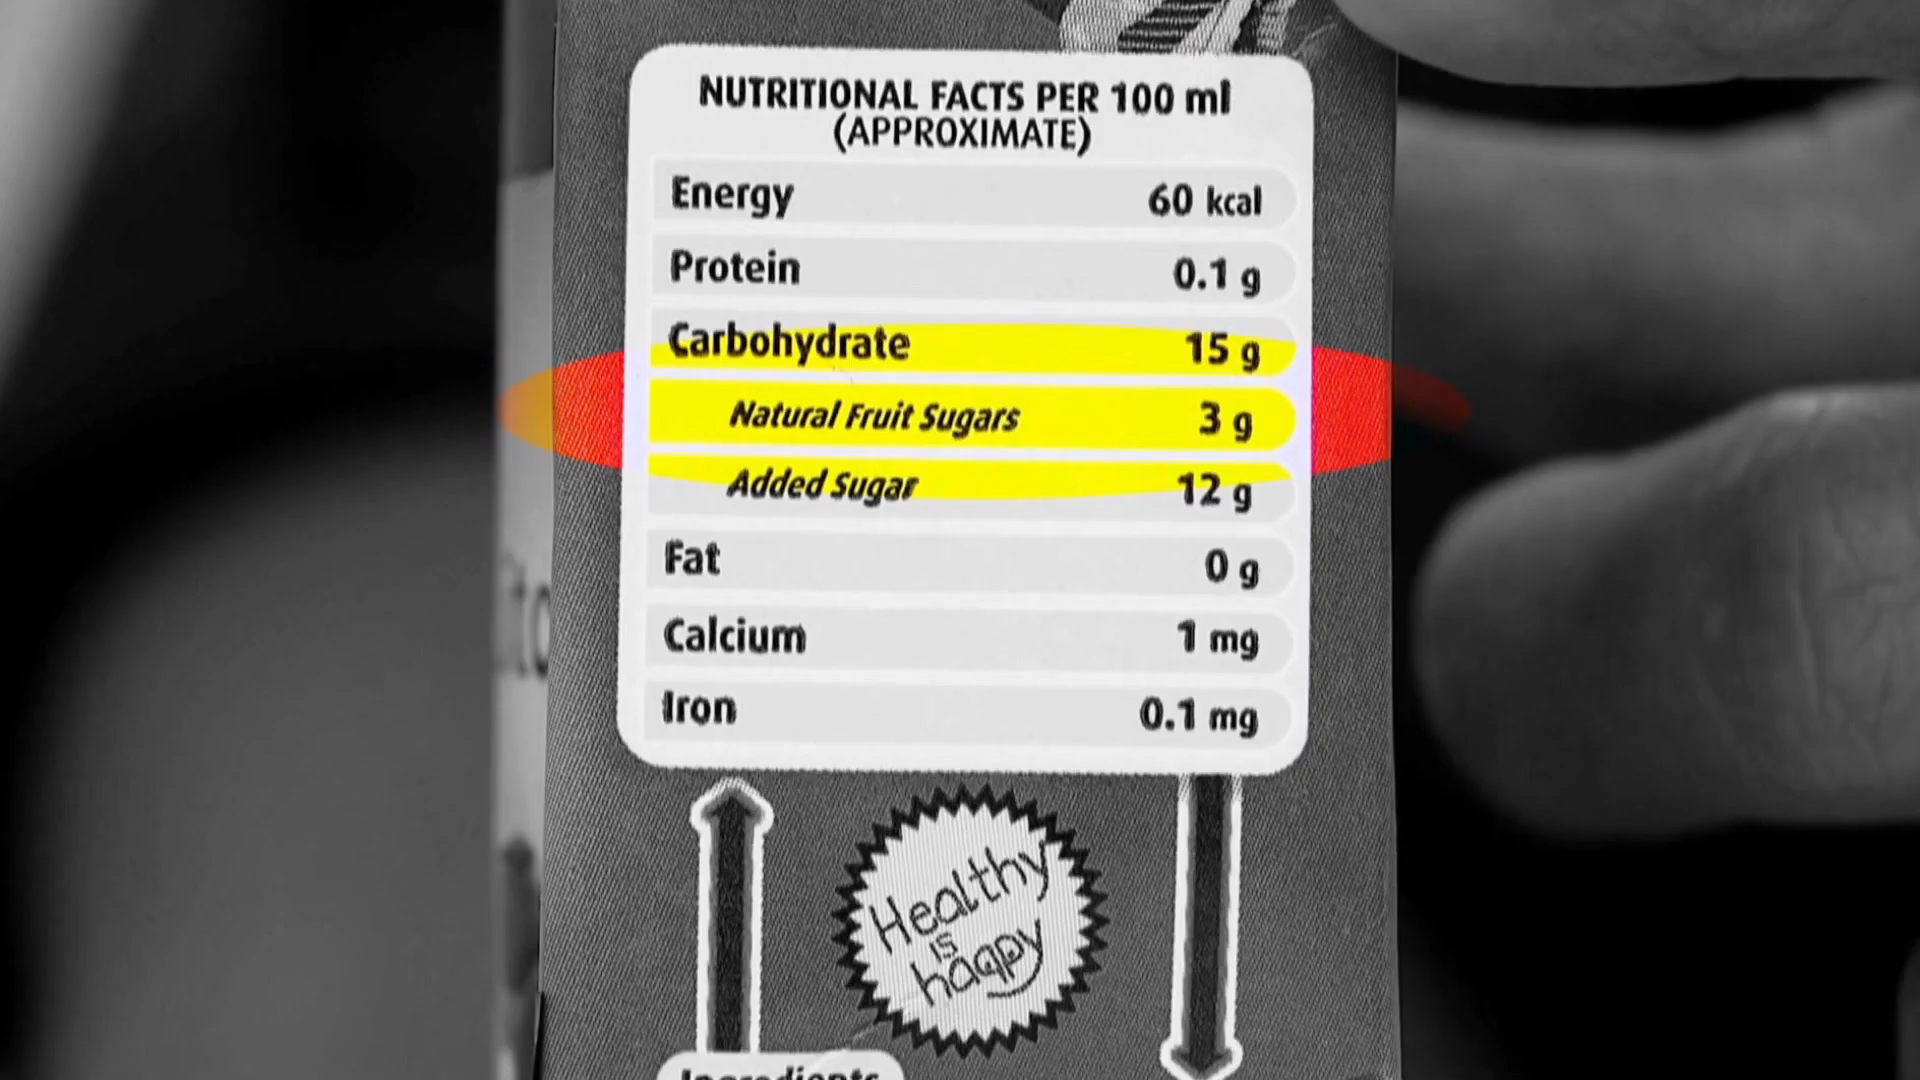 NUTRITIONAL FACTS PER 100 ml
(APPROXIMATE)
Energy 60 kcal
Protein 0.1 g
Carbohydrate 15 g
Natural Fruit Sugars 3 g
Added Sugar 12 g
Fat 0 g
Calcium 1 mg
Iron 0.1 mg
Healthy
is
happy
Ingredients